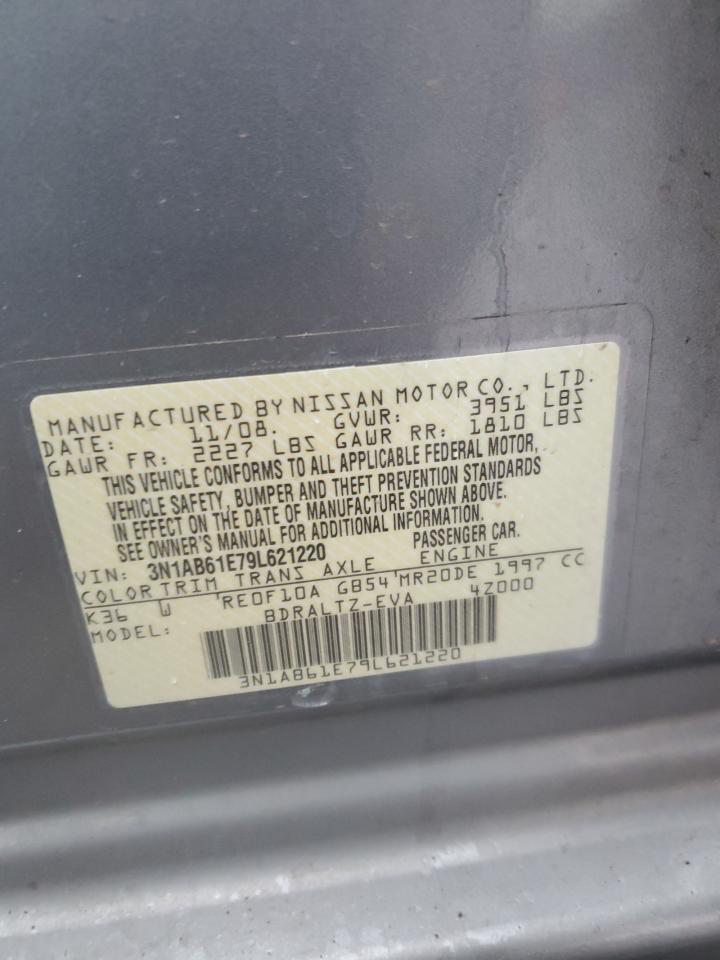 MANUFACTURED BY NISSAN MOTOR CO., LTD.
DATE: 11/08. GVWR: 3951 LBS
GAWR FR: 2227 LBS GAWR RR: 1810 LBS
THIS VEHICLE CONFORMS TO ALL APPLICABLE FEDERAL MOTOR,
VEHICLE SAFETY, BUMPER AND THEFT PREVENTION STANDARDS
IN EFFECT ON THE DATE OF MANUFACTURE SHOWN ABOVE.
SEE OWNER'S MANUAL FOR ADDITIONAL INFORMATION.
VIN: 3N1AB61E79L621220 PASSENGER CAR.
COLOR TRIM TRANS AXLE ENGINE
K36 W RE0F10A GB54 MR20DE 1997 CC
MODEL: BDRALTZ-EVA 4Z000
3N1AB61E79L621220